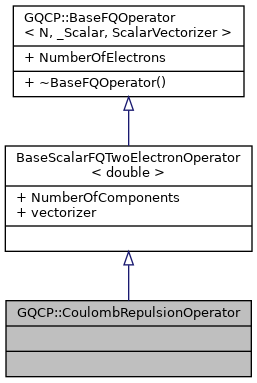 GQCP::BaseFQOperator
< N, _Scalar, ScalarVectorizer >
+ NumberOfElectrons
+ ~BaseFQOperator()
BaseScalarFQTwoElectronOperator
< double >
+ NumberOfComponents
+ vectorizer
GQCP::CoulombRepulsionOperator